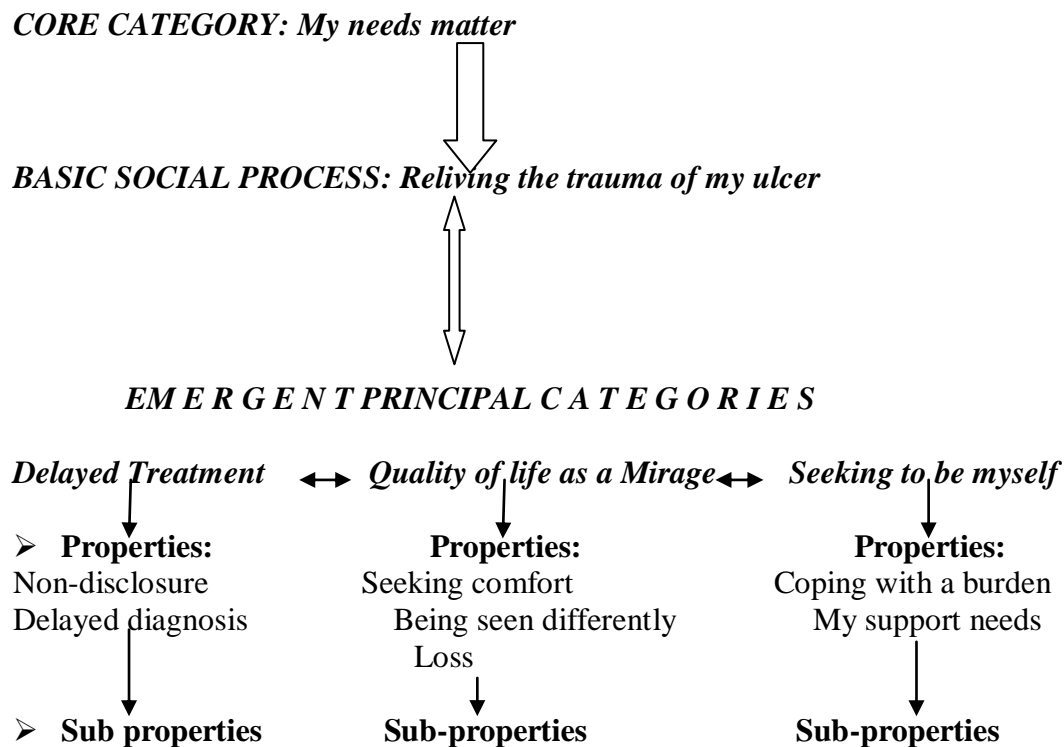 CORE CATEGORY: My needs matter
BASIC SOCIAL PROCESS: Reliving the trauma of my ulcer
EM E R G E N T PRINCIPAL C A T E G O R I E S
Delayed Treatment Quality of life as a Mirage Seeking to be myself
➢ Properties: Properties: Properties:
Non-disclosure Seeking comfort Coping with a burden
Delayed diagnosis Being seen differently My support needs
Loss
➢ Sub properties Sub-properties Sub-properties